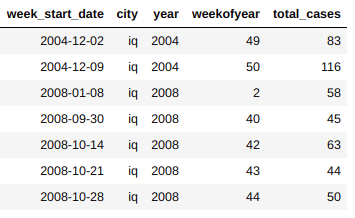 week_start_date city year weekofyear total_cases
2004-12-02 iq 2004 49 83
2004-12-09 iq 2004 50 116
2008-01-08 iq 2008 2 58
2008-09-30 iq 2008 40 45
2008-10-14 iq 2008 42 63
2008-10-21 iq 2008 43 44
2008-10-28 iq 2008 44 50